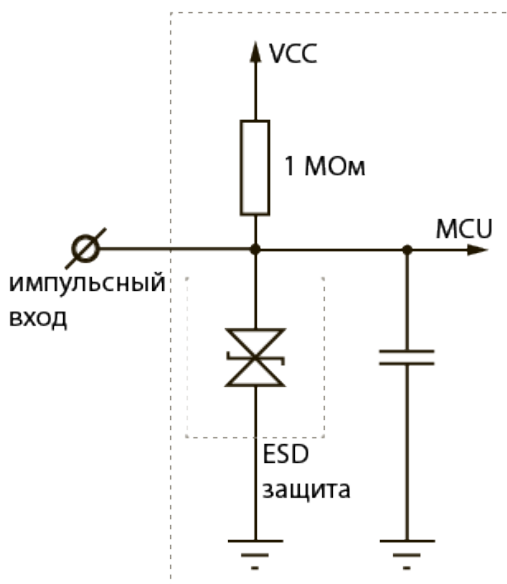 VCC
1 МОм
MCU
импульсный
вход
ESD
защита